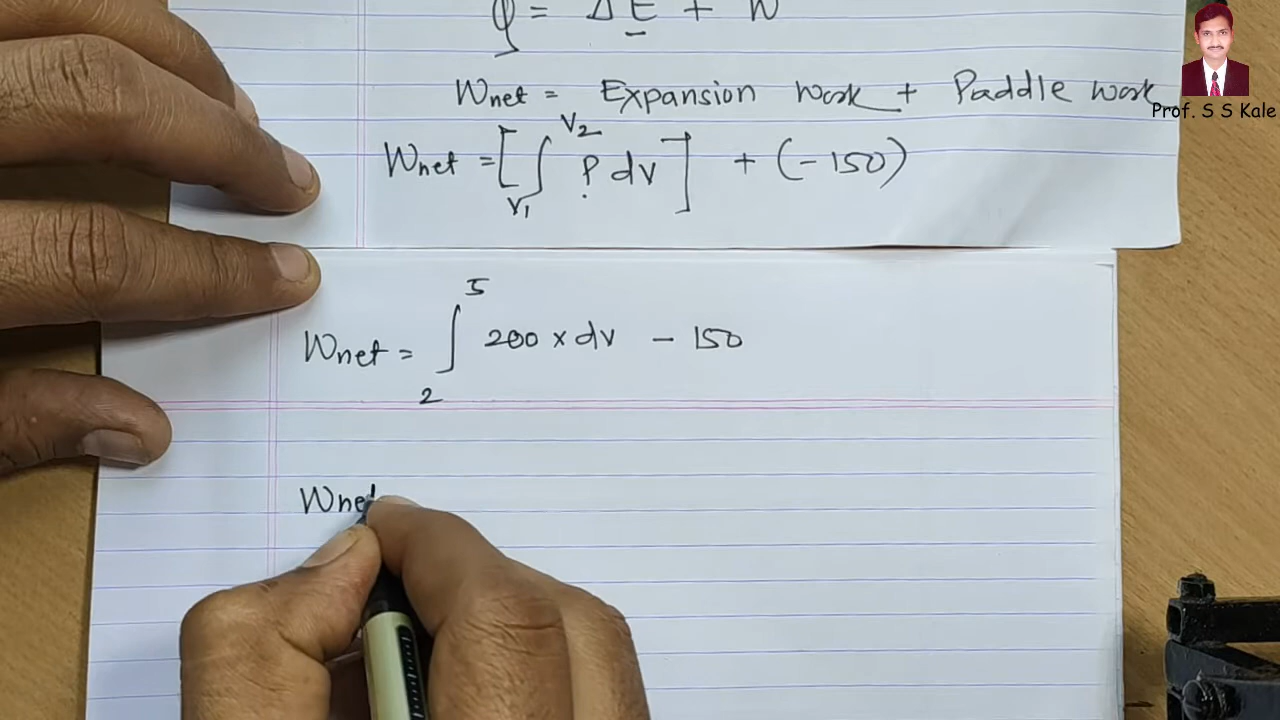 Q = ΔE + W
Wnet = Expansion work + Paddle work
Prof. S S Kale
Wnet = [∫ V1 V2 P dv] + (-150)
Wnet = ∫ 2 5 200 x dv - 150
Wnet